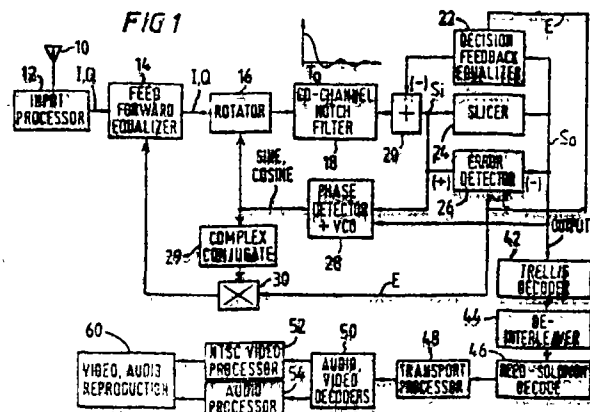 FIG 1
10
12
INPUT
PROCESSOR
I,Q
14
FEED
FORWARD
EQUALIZER
I,Q
16
ROTATOR
TO
CO-CHANNEL
NOTCH
FILTER
18
(-)
+
20
Si
22
DECISION
FEEDBACK
EQUALIZER
E
SLICER
24
So
(+)
ERROR
DETECTOR
26
(-)
SINE,
COSINE
PHASE
DETECTOR
+ VCO
28
COMPLEX
CONJUGATE
29
30
E
OUTPUT
42
TRELLIS
DECODER
44
DE-
INTERLEAVER
46
REED-SOLOMON
DECODE
48
TRANSPORT
PROCESSOR
50
AUDIO,
VIDEO
DECODERS
52
NTSC VIDEO
PROCESSOR
54
AUDIO
PROCESSOR
60
VIDEO, AUDIO
REPRODUCTION